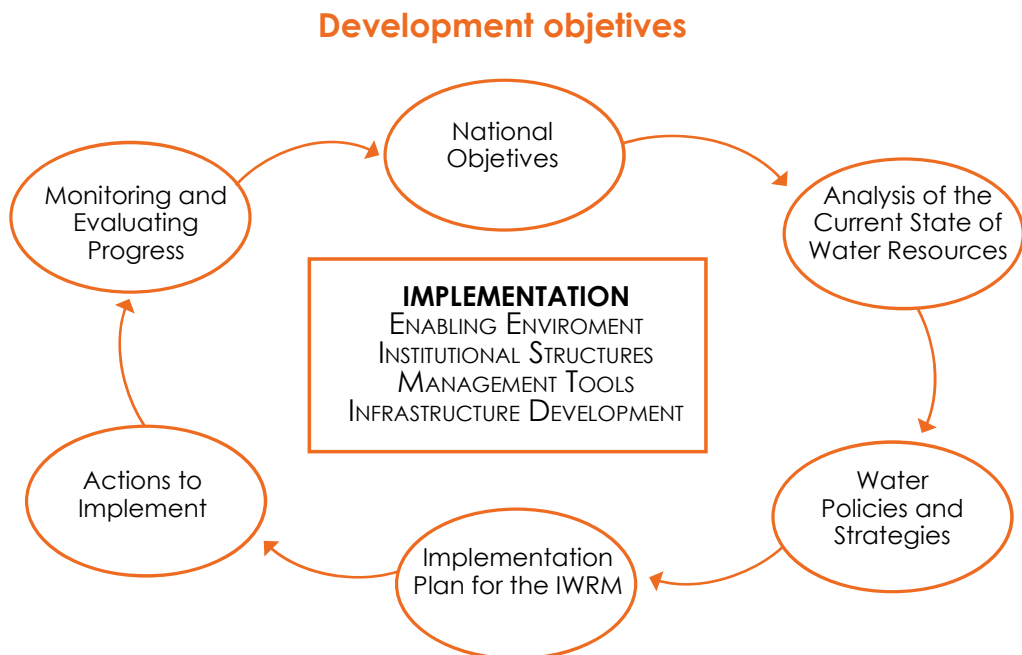 Development objetives
National
Objetives
Analysis of the
Current State of
Water Resources
Water
Policies and
Strategies
Implementation
Plan for the IWRM
Actions to
Implement
Monitoring and
Evaluating
Progress
IMPLEMENTATION
Enabling Enviroment
Institutional Structures
Management Tools
Infrastructure Development